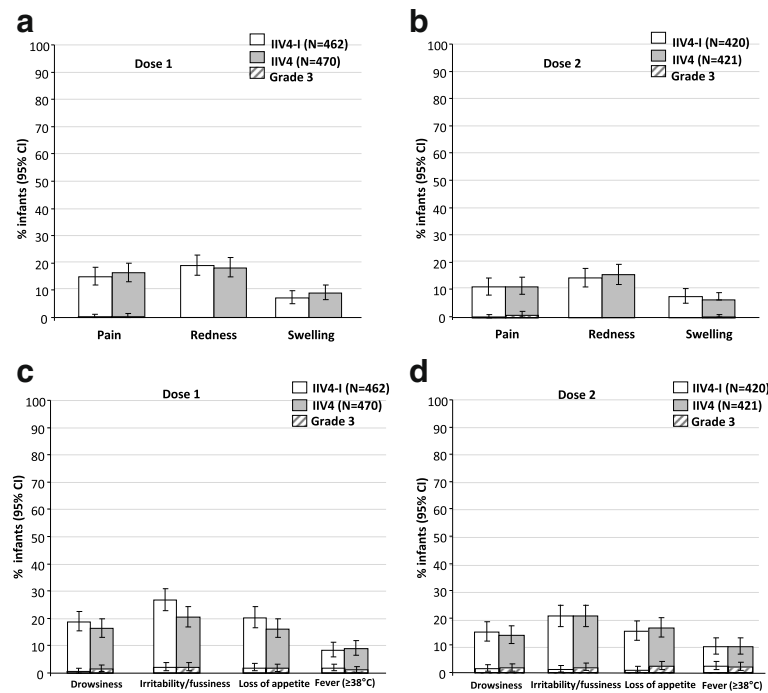 a
IIV4-I (N=462)
IIV4 (N=470)
Grade 3
Dose 1
% infants (95% CI)
100
90
80
70
60
50
40
30
20
10
0
Pain Redness Swelling
b
IIV4-I (N=420)
IIV4 (N=421)
Grade 3
Dose 2
% infants (95% CI)
100
90
80
70
60
50
40
30
20
10
0
Pain Redness Swelling
c
IIV4-I (N=462)
IIV4 (N=470)
Grade 3
Dose 1
% infants (95% CI)
100
90
80
70
60
50
40
30
20
10
0
Drowsiness Irritability/fussiness Loss of appetite Fever (≥38°C)
d
IIV4-I (N=420)
IIV4 (N=421)
Grade 3
Dose 2
% infants (95% CI)
100
90
80
70
60
50
40
30
20
10
0
Drowsiness Irritability/fussiness Loss of appetite Fever (≥38°C)